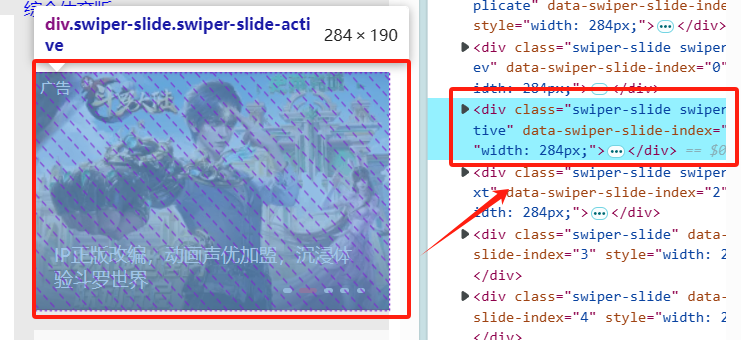 综合体育版
div.swiper-slide.swiper-slide-acti
ve
284 × 190
广告
斗罗大陆
IP正版改编，动画声优加盟，沉浸体
验斗罗世界
plicate" data-swiper-slide-inde
style="width: 284px;"> ••• </div>
<div class="swiper-slide swiper
ev" data-swiper-slide-index="0"
idth: 284px;"> ••• </div>
<div class="swiper-slide swiper
tive" data-swiper-slide-index="
"width: 284px;"> ••• </div> == $0
<div class="swiper-slide swiper
xt" data-swiper-slide-index="2"
idth: 284px;"> ••• </div>
<div class="swiper-slide" data-
slide-index="3" style="width: 2
</div>
<div class="swiper-slide" data-
slide-index="4" style="width: 2
</div>